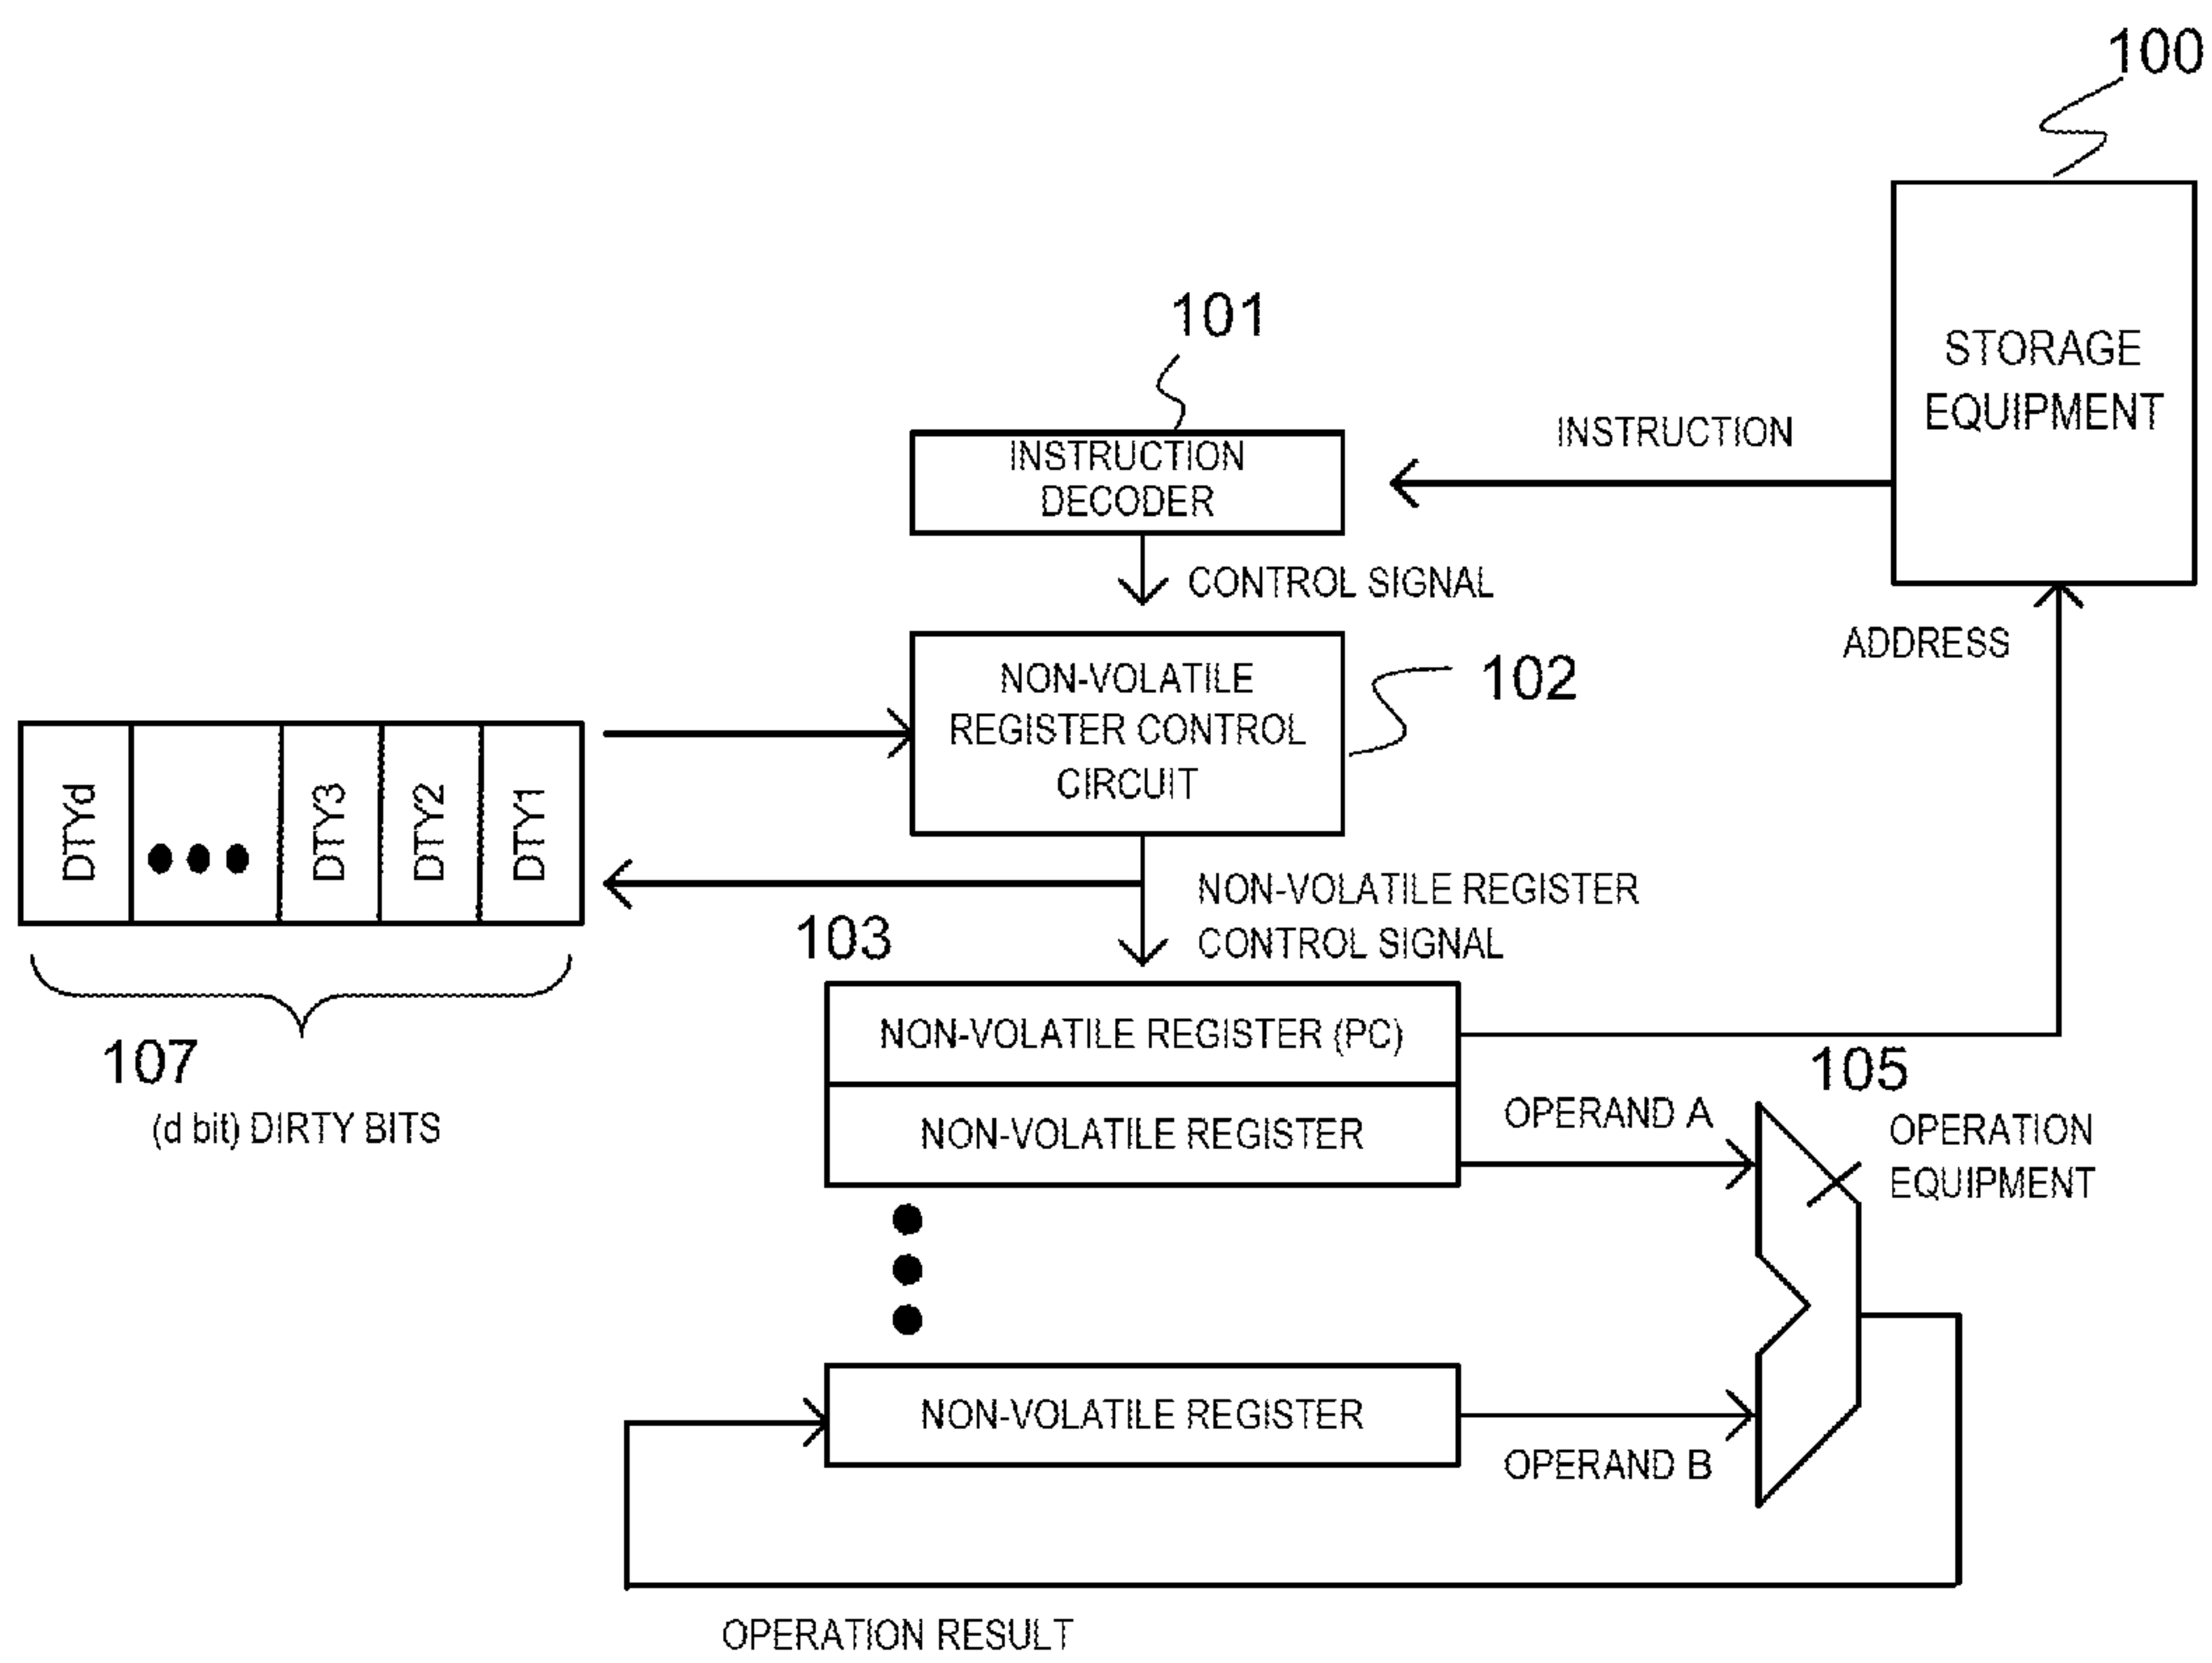 100
STORAGE
EQUIPMENT
101
INSTRUCTION
DECODER
INSTRUCTION
CONTROL SIGNAL
ADDRESS
NON-VOLATILE
REGISTER CONTROL
CIRCUIT
102
DTYd
DTY3
DTY2
DTY1
NON-VOLATILE REGISTER
CONTROL SIGNAL
103
107
(d bit) DIRTY BITS
NON-VOLATILE REGISTER (PC)
NON-VOLATILE REGISTER
105
OPERATION
EQUIPMENT
OPERAND A
NON-VOLATILE REGISTER
OPERAND B
OPERATION RESULT